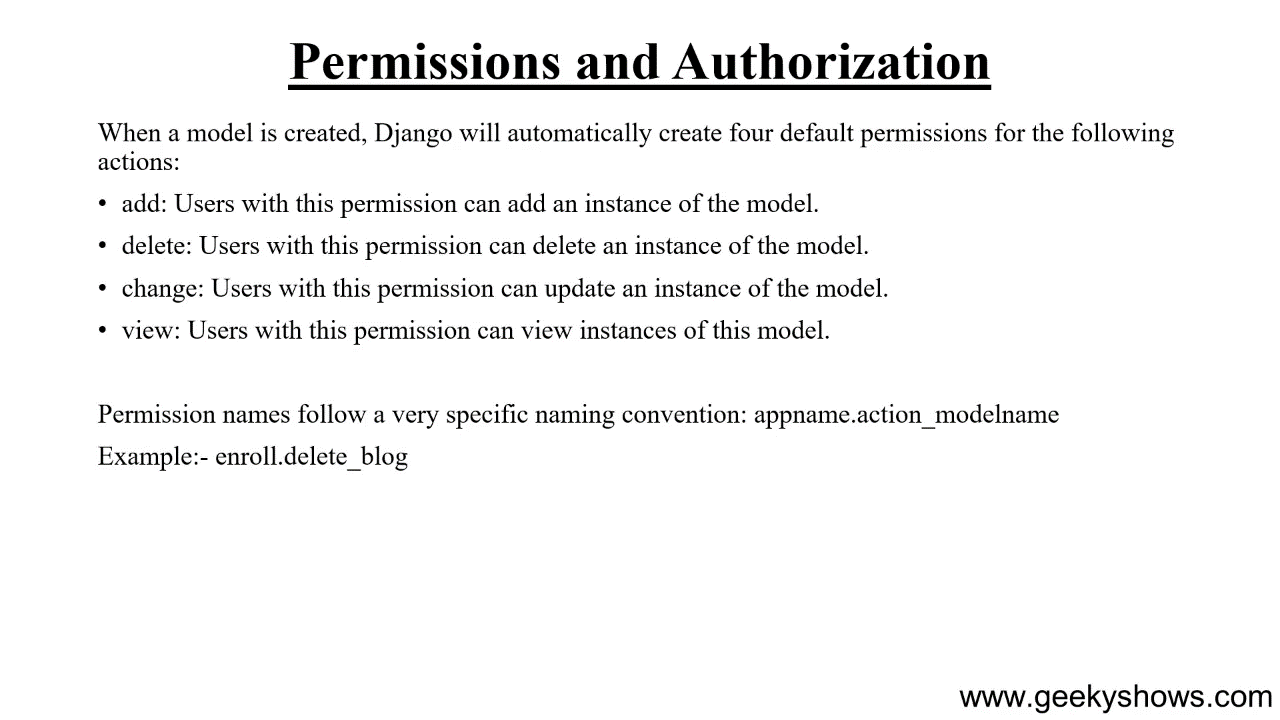 Permissions and Authorization
When a model is created, Django will automatically create four default permissions for the following
actions:
• add: Users with this permission can add an instance of the model.
• delete: Users with this permission can delete an instance of the model.
• change: Users with this permission can update an instance of the model.
• view: Users with this permission can view instances of this model.
Permission names follow a very specific naming convention: appname.action_modelname
Example:- enroll.delete_blog
www.geekyshows.com